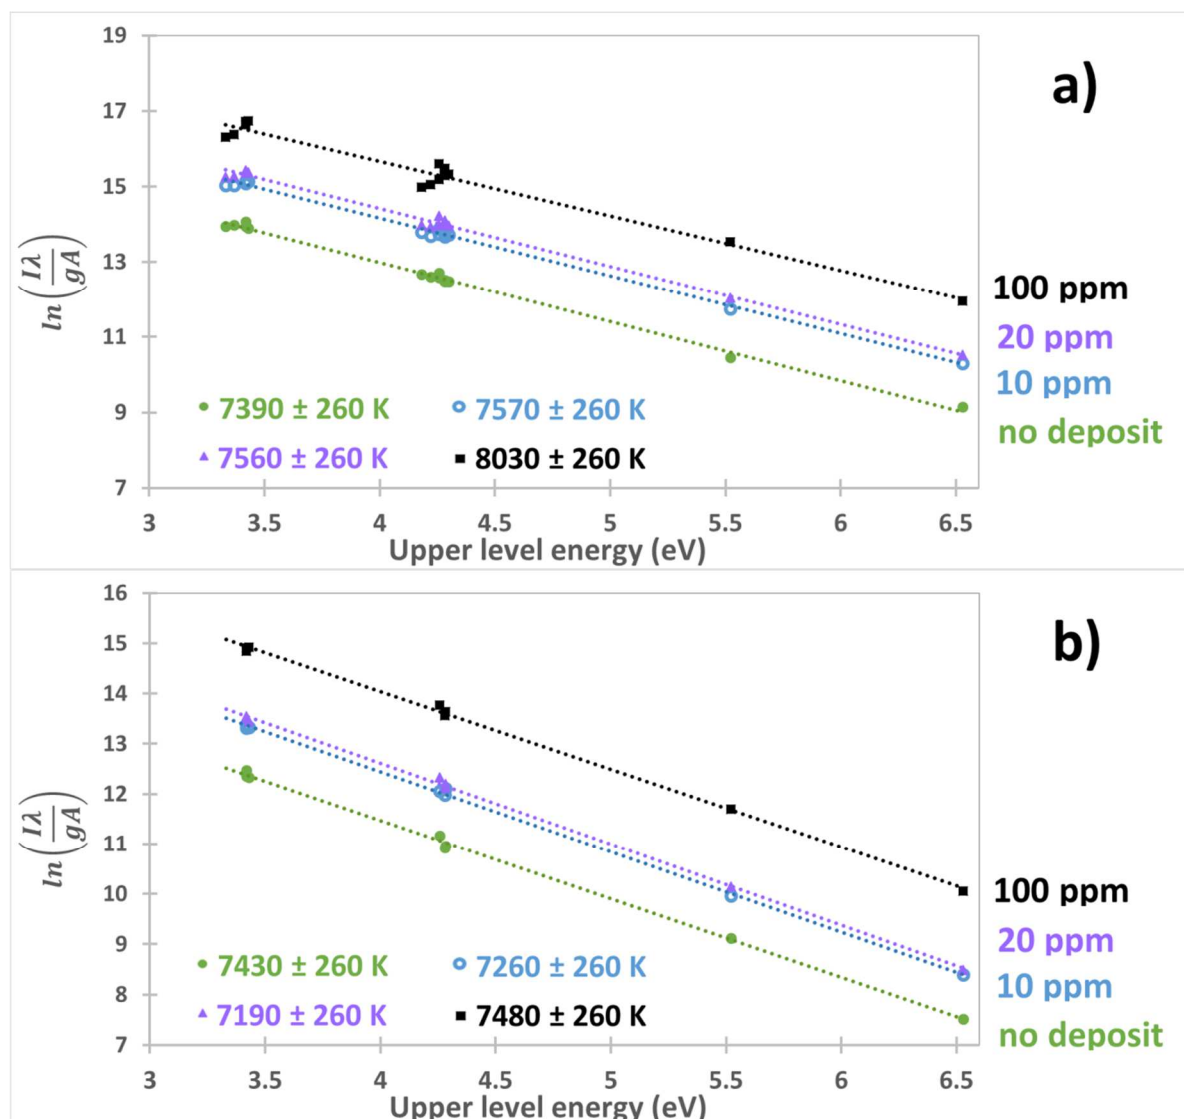 19
a)
17
15
13
11
9
7
ln (Iλ/gA)
100 ppm
20 ppm
10 ppm
no deposit
7390 ± 260 K
7570 ± 260 K
7560 ± 260 K
8030 ± 260 K
3 3.5 4 4.5 5 5.5 6 6.5
Upper level energy (eV)
16
b)
15
14
13
12
11
10
9
8
7
ln (Iλ/gA)
100 ppm
20 ppm
10 ppm
no deposit
7430 ± 260 K
7260 ± 260 K
7190 ± 260 K
7480 ± 260 K
3 3.5 4 4.5 5 5.5 6 6.5
Upper level energy (eV)